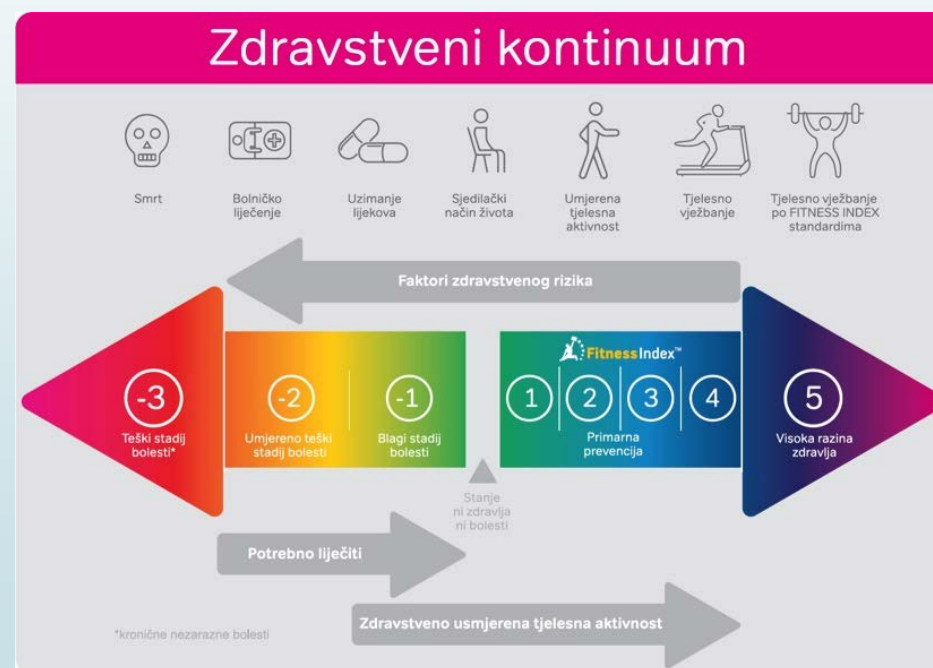 Zdravstveni kontinuum
Smrt
Bolničko
liječenje
Uzimanje
lijekova
Sjedilački
način života
Umjerena
tjelesna
aktivnost
Tjelesno
vježbanje
Tjelesno vježbanje
po FITNESS INDEX
standardima
Faktori zdravstvenog rizika
FitnessIndex™
-3
Teški stadij
bolesti*
-2
Umjereno teški
stadij bolesti
-1
Blagi stadij
bolesti
1
2
3
4
Primarna
prevencija
5
Visoka razina
zdravlja
Stanje
ni zdravlja
ni bolesti
Potrebno liječiti
Zdravstveno usmjerena tjelesna aktivnost
*kronične nezarazne bolesti